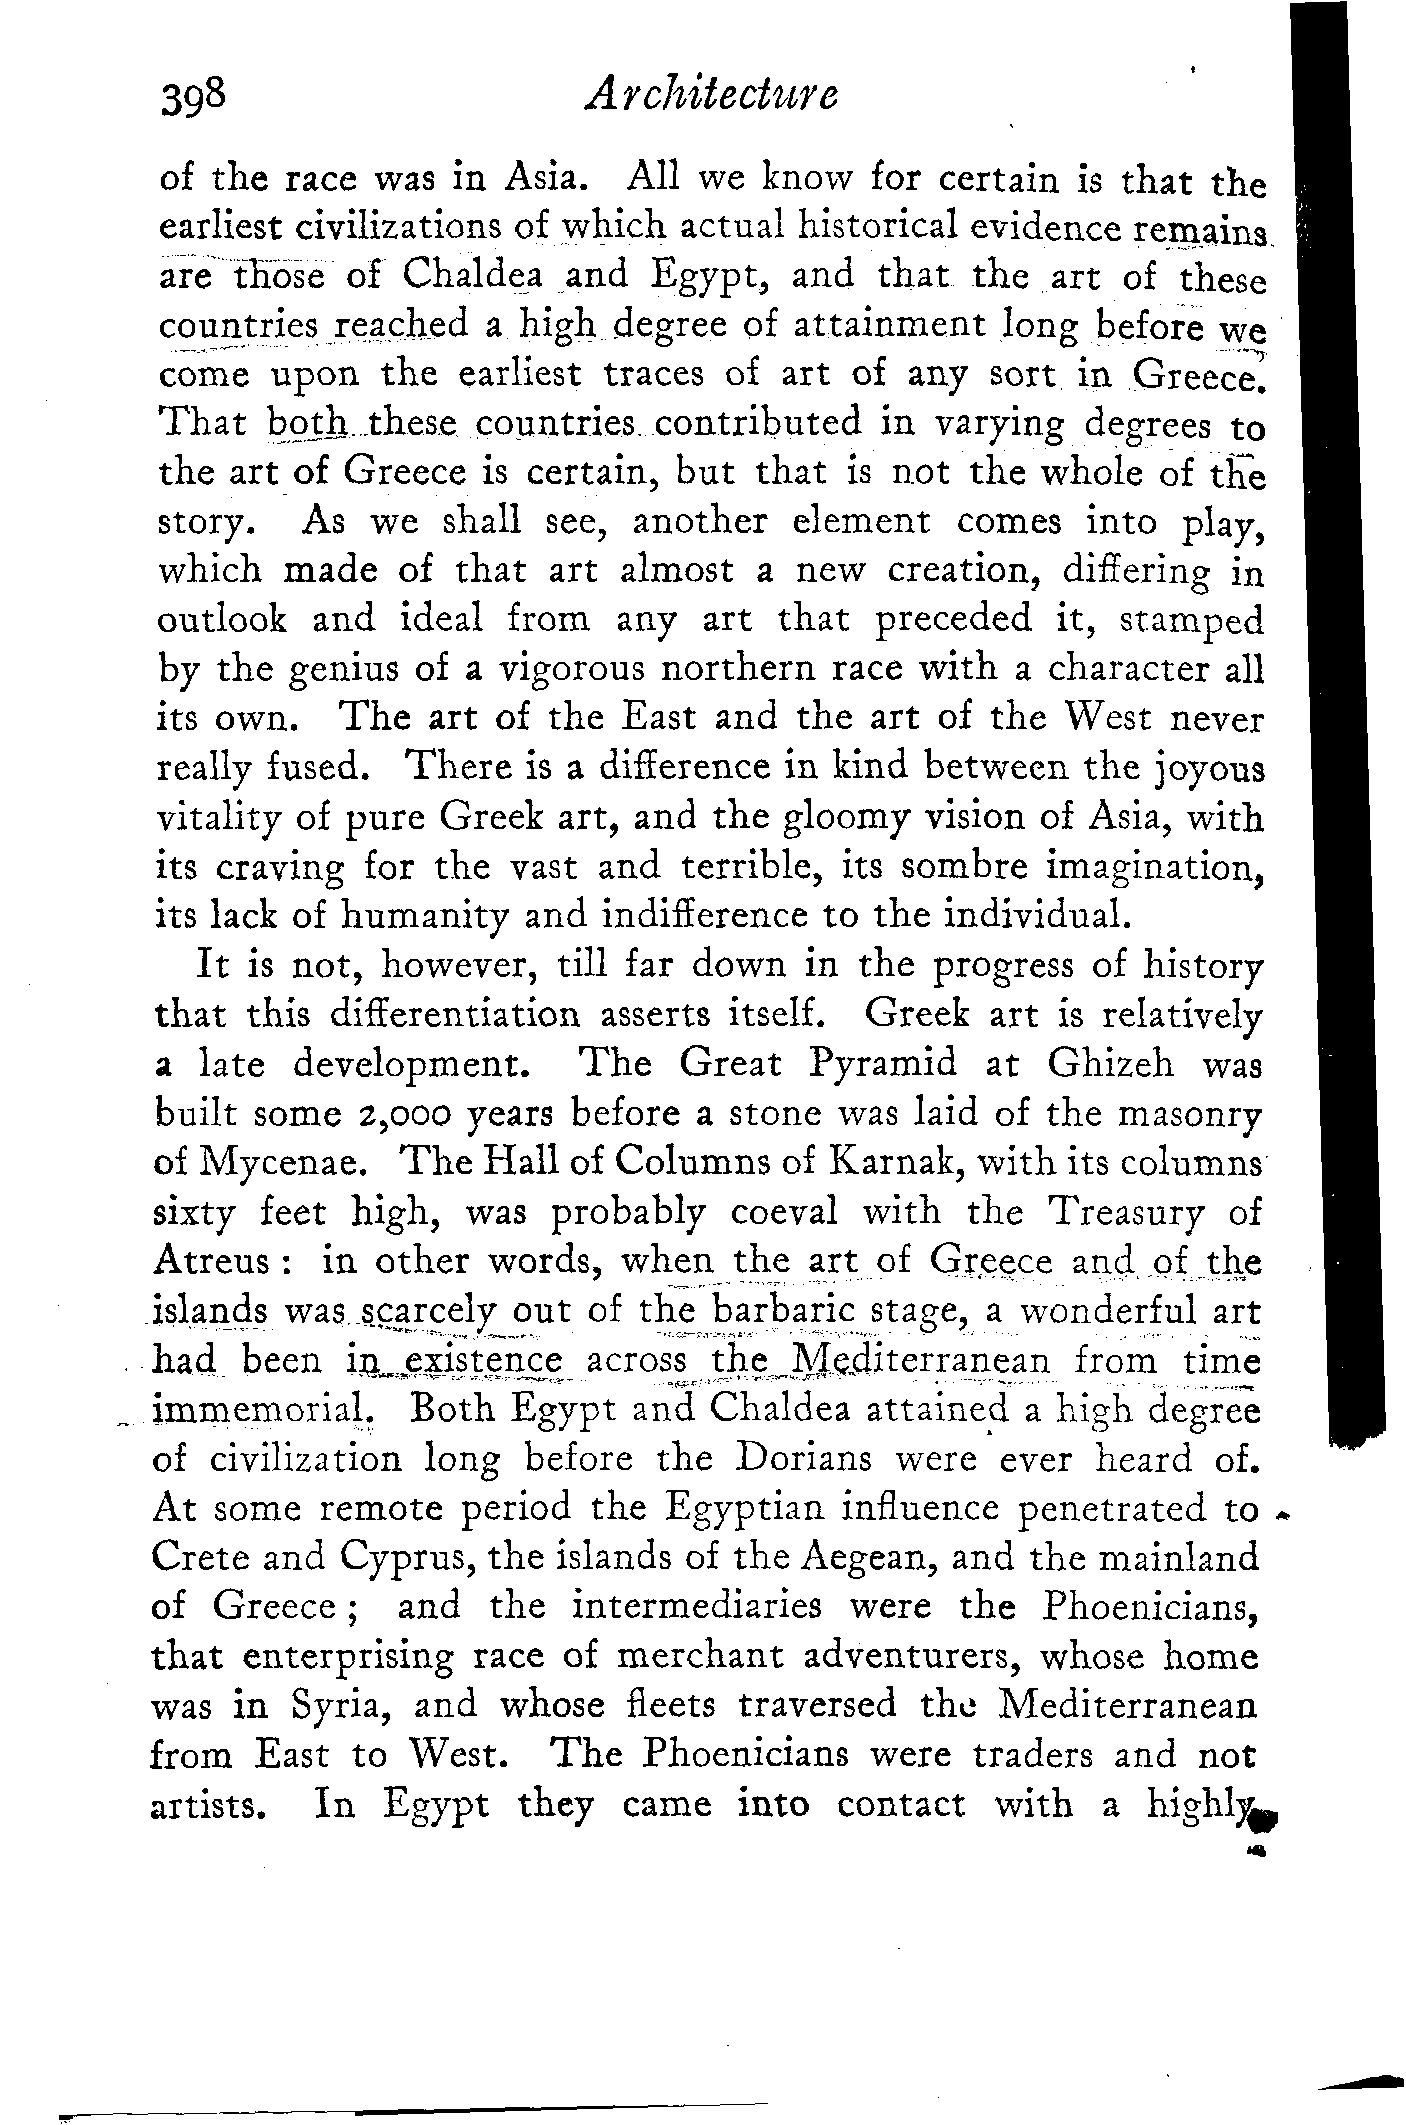 398 Architecture
of the race was in Asia. All we know for certain is that the
earliest civilizations of which actual historical evidence remains
are those of Chaldea and Egypt, and that the art of these
countries reached a high degree of attainment long before we
come upon the earliest traces of art of any sort in Greece.
That both these countries contributed in varying degrees to
the art of Greece is certain, but that is not the whole of the
story. As we shall see, another element comes into play,
which made of that art almost a new creation, differing in
outlook and ideal from any art that preceded it, stamped
by the genius of a vigorous northern race with a character all
its own. The art of the East and the art of the West never
really fused. There is a difference in kind between the joyous
vitality of pure Greek art, and the gloomy vision of Asia, with
its craving for the vast and terrible, its sombre imagination,
its lack of humanity and indifference to the individual.
It is not, however, till far down in the progress of history
that this differentiation asserts itself. Greek art is relatively
a late development. The Great Pyramid at Ghizeh was
built some 2,000 years before a stone was laid of the masonry
of Mycenae. The Hall of Columns of Karnak, with its columns
sixty feet high, was probably coeval with the Treasury of
Atreus : in other words, when the art of Greece and of the
islands was scarcely out of the barbaric stage, a wonderful art
had been in existence across the Mediterranean from time
immemorial. Both Egypt and Chaldea attained a high degree
of civilization long before the Dorians were ever heard of.
At some remote period the Egyptian influence penetrated to
Crete and Cyprus, the islands of the Aegean, and the mainland
of Greece ; and the intermediaries were the Phoenicians,
that enterprising race of merchant adventurers, whose home
was in Syria, and whose fleets traversed the Mediterranean
from East to West. The Phoenicians were traders and not
artists. In Egypt they came into contact with a highly